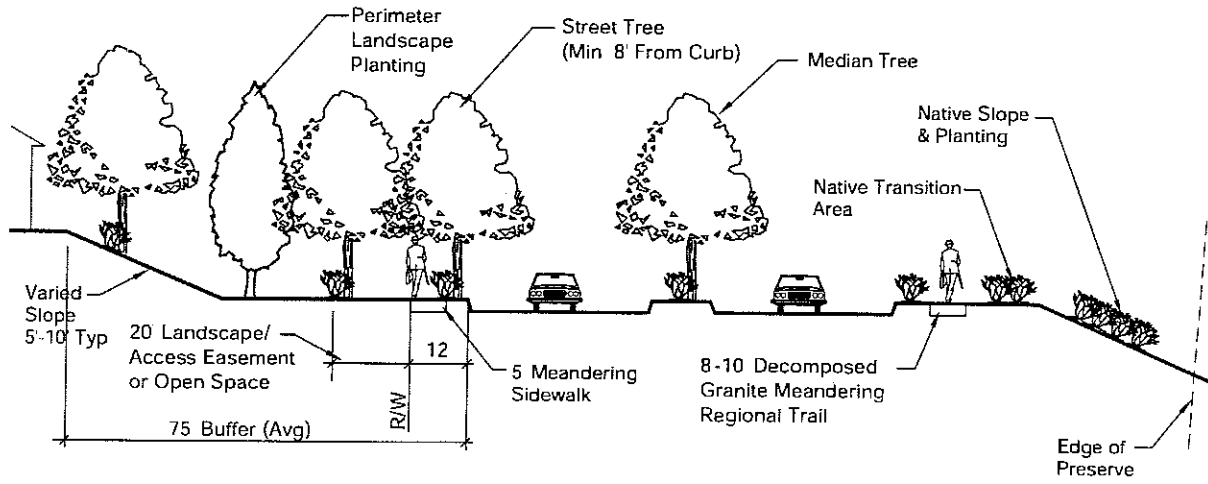 Perimeter
Landscape
Planting
Street Tree
(Min 8' From Curb)
Median Tree
Native Slope
& Planting
Native Transition
Area
Varied
Slope
5'-10' Typ
20 Landscape/
Access Easement
or Open Space
12
R/W
5 Meandering
Sidewalk
8-10 Decomposed
Granite Meandering
Regional Trail
75 Buffer (Avg)
Edge of
Preserve